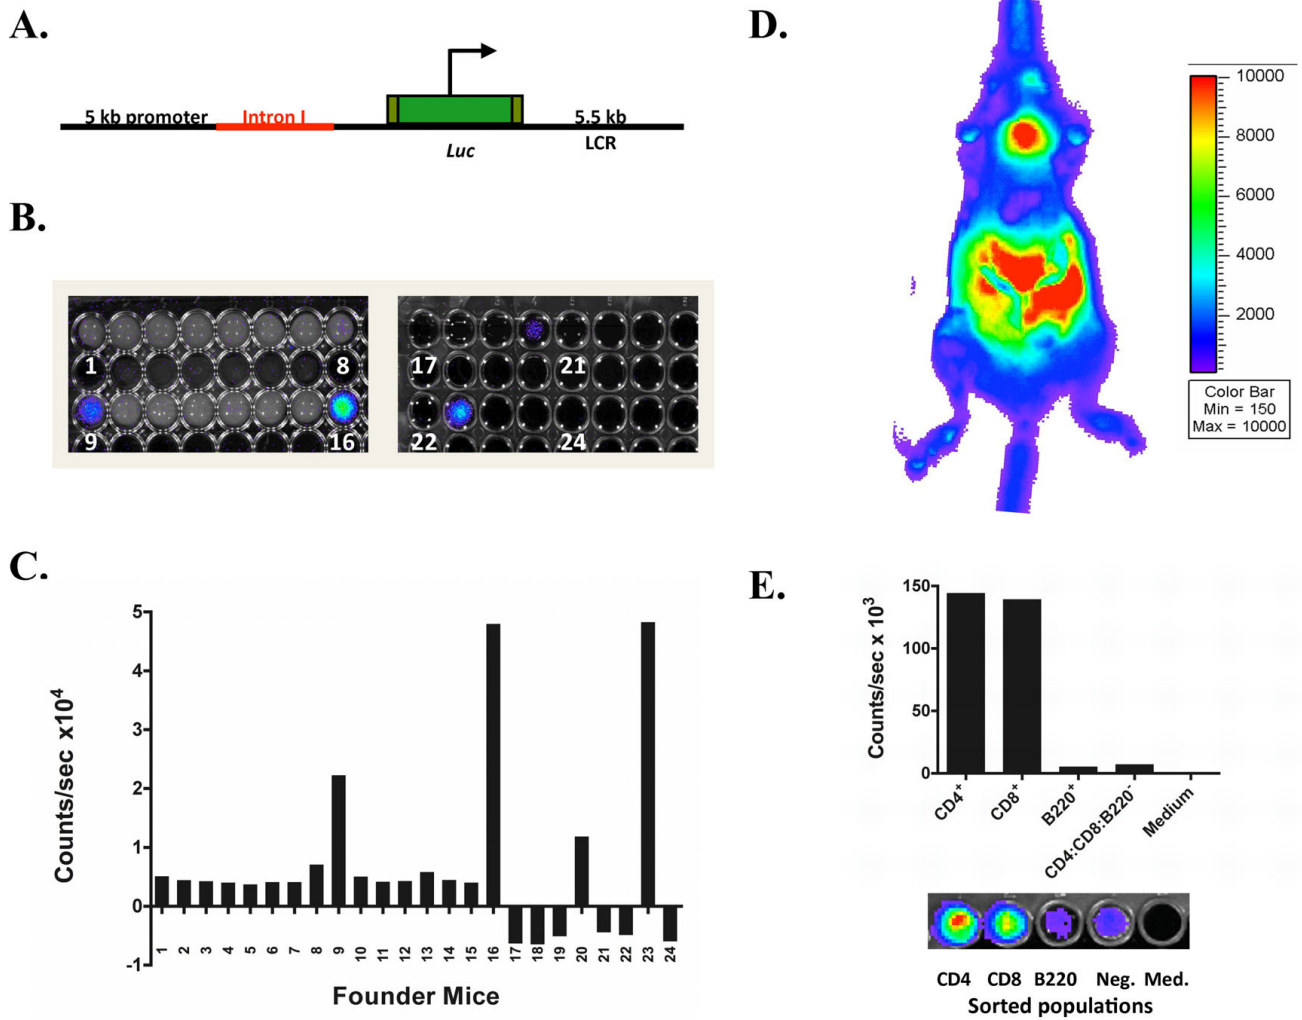 A.
5 kb promoter
Intron I
Luc
5.5 kb
LCR
B.
1
8
9
16
17
21
22
24
C.
Counts/sec x10⁴
5
4
3
2
1
0
-1
1 2 3 4 5 6 7 8 9 10 11 12 13 14 15 16 17 18 19 20 21 22 23 24
Founder Mice
D.
10000
8000
6000
4000
2000
Color Bar
Min = 150
Max = 10000
E.
Counts/sec x 10³
150
100
50
0
CD4⁺
CD8⁺
B220⁺
CD4:CD8:B220⁻
Medium
CD4 CD8 B220 Neg. Med.
Sorted populations